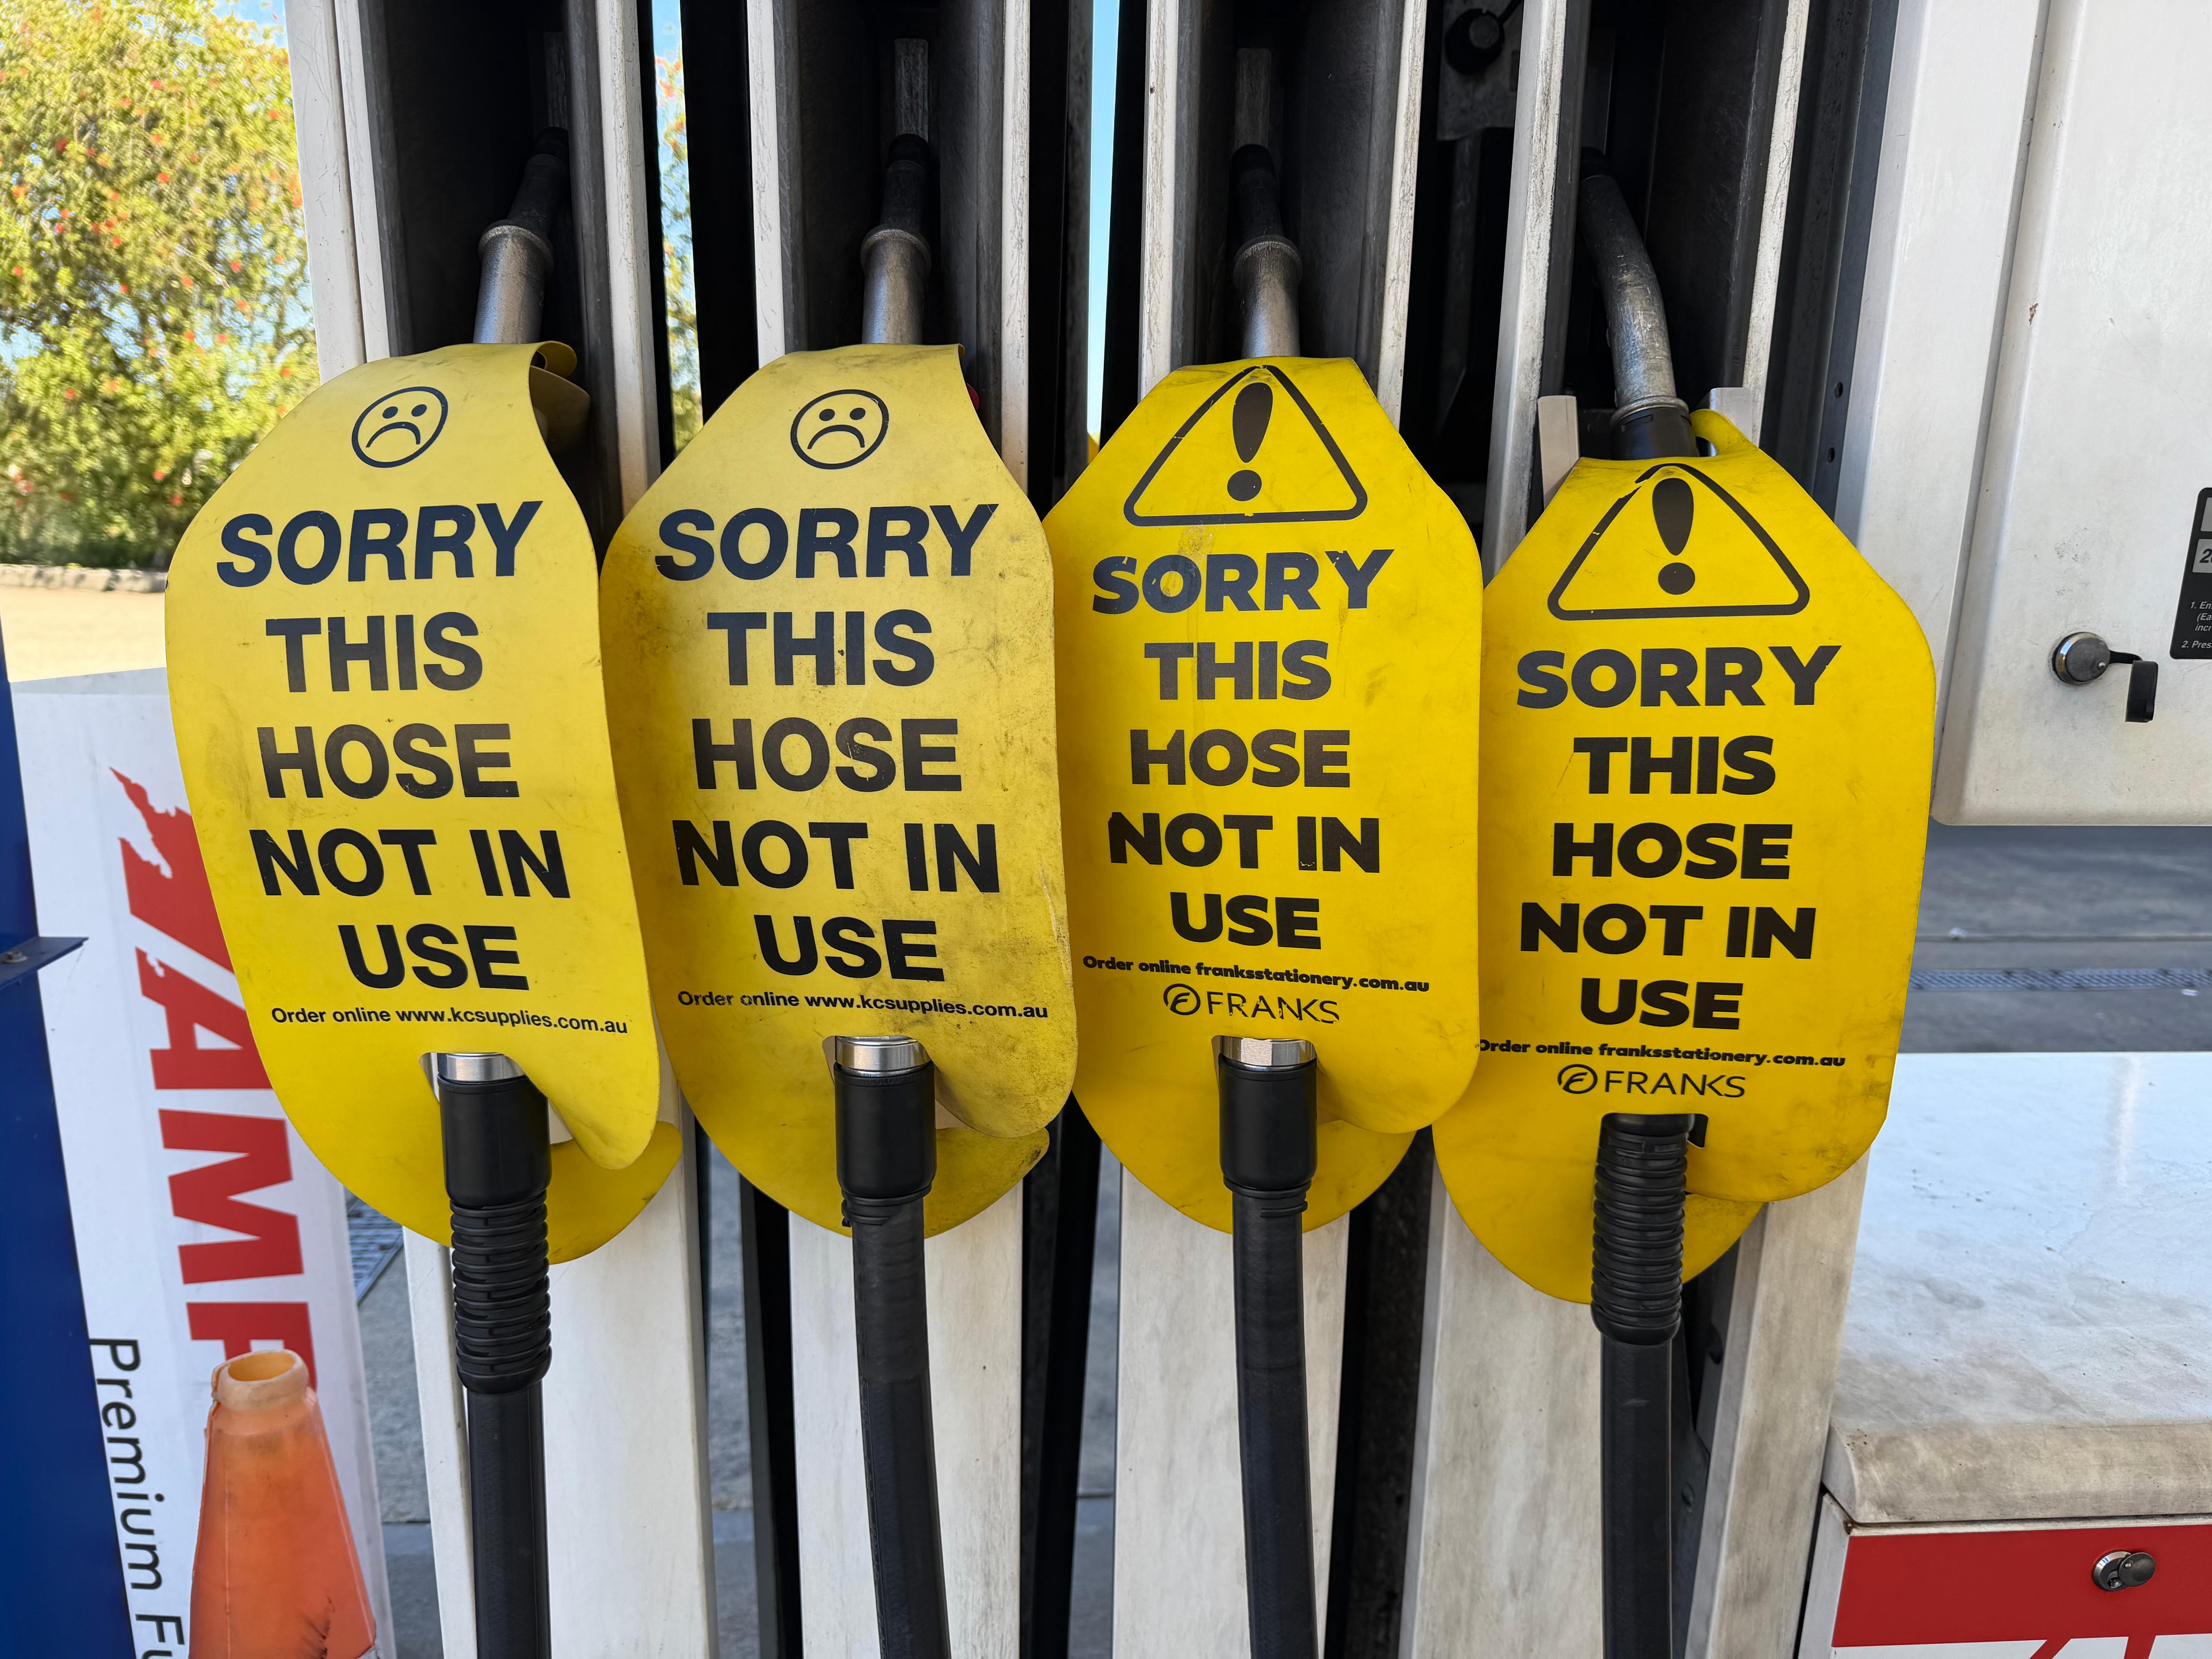 SORRY
THIS
HOSE
NOT IN
USE
Order online www.kcsupplies.com.au
SORRY
THIS
HOSE
NOT IN
USE
Order online www.kcsupplies.com.au
SORRY
THIS
HOSE
NOT IN
USE
Order online franksstationery.com.au
FRANKS
SORRY
THIS
HOSE
NOT IN
USE
Order online franksstationery.com.au
FRANKS
AMP
Premium Fu